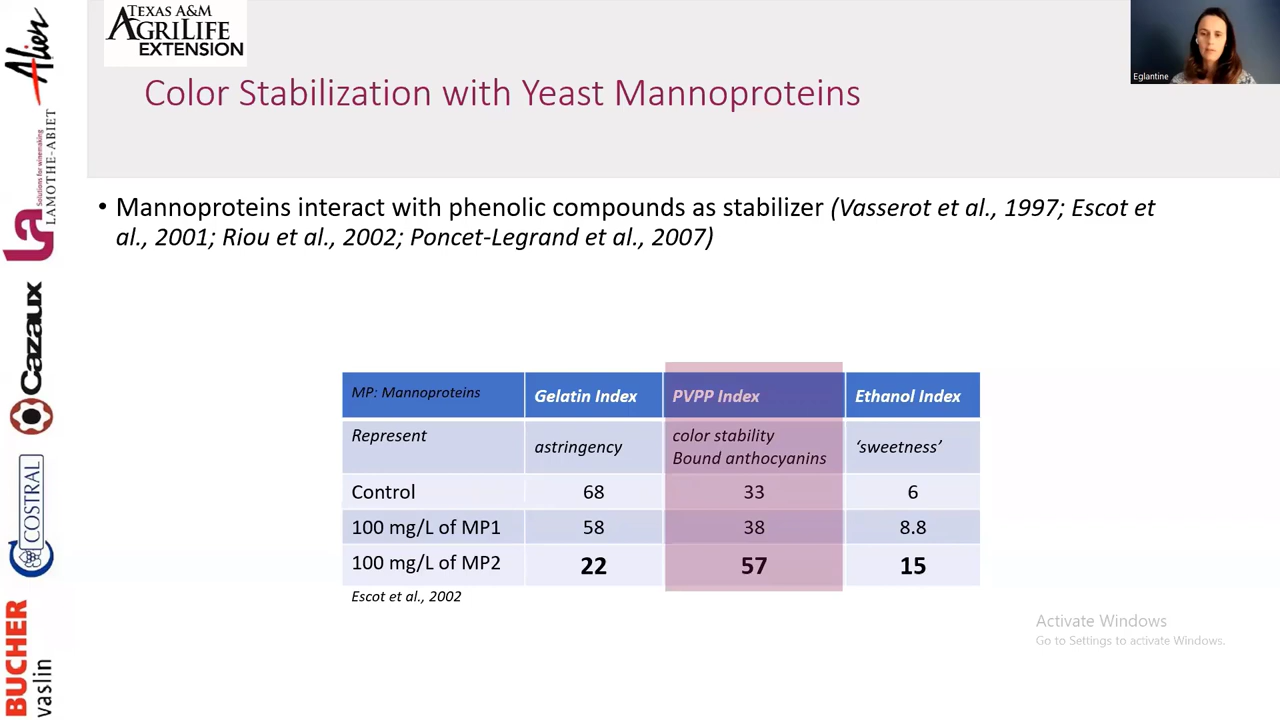 Alien
Solutions for winemaking
LAMOTHE-ABIET
La
Cazaux
COSTRAL
BUCHER
vaslin
TEXAS A&M
AGRILIFE
EXTENSION
Eglantine
Color Stabilization with Yeast Mannoproteins
• Mannoproteins interact with phenolic compounds as stabilizer (Vasserot et al., 1997; Escot et
al., 2001; Riou et al., 2002; Poncet-Legrand et al., 2007)
MP: Mannoproteins Gelatin Index PVPP Index Ethanol Index
Represent astringency color stability 'sweetness'
Bound anthocyanins
Control 68 33 6
100 mg/L of MP1 58 38 8.8
100 mg/L of MP2 22 57 15
Escot et al., 2002
Activate Windows
Go to Settings to activate Windows.